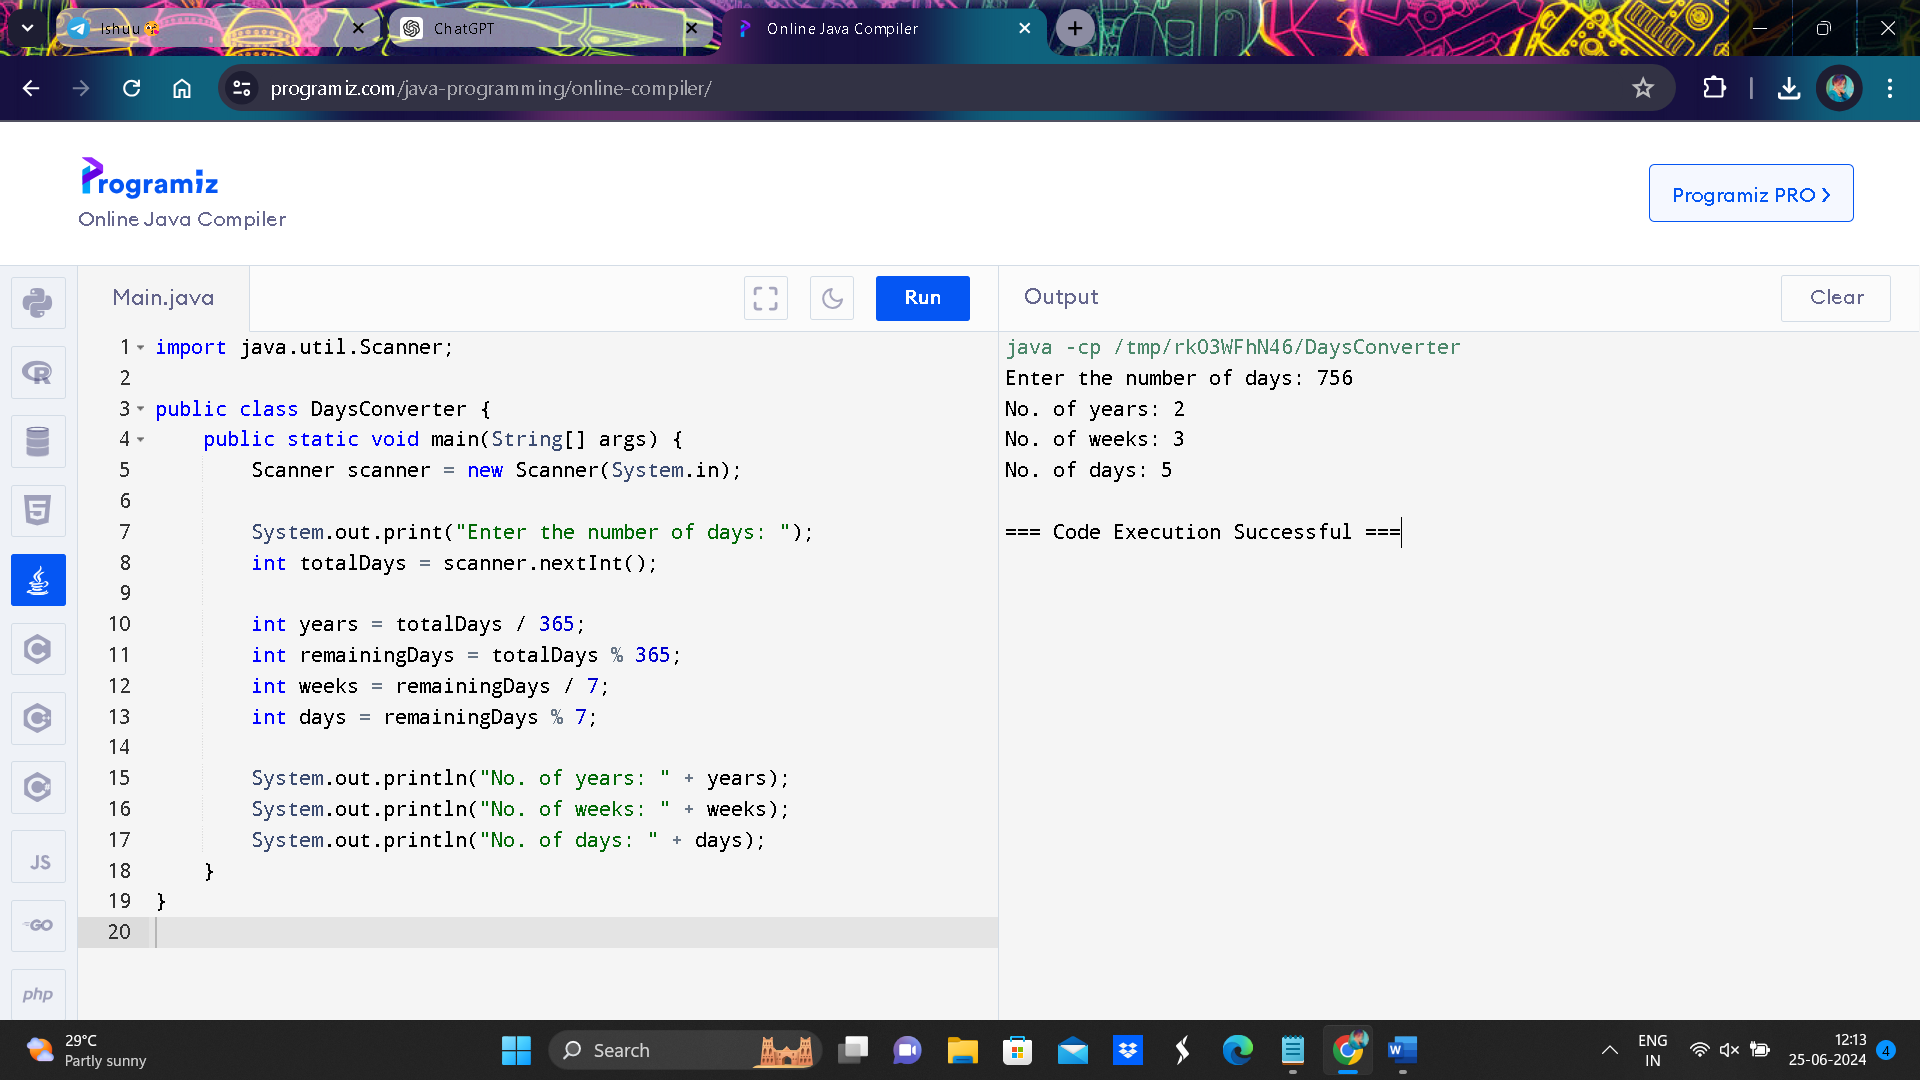 Ishuu
ChatGPT
Online Java Compiler
programiz.com/java-programming/online-compiler/
Programiz
Online Java Compiler
Programiz PRO
Main.java
Run
Output
Clear
1 import java.util.Scanner;
2
3 public class DaysConverter {
4     public static void main(String[] args) {
5         Scanner scanner = new Scanner(System.in);
6
7         System.out.print("Enter the number of days: ");
8         int totalDays = scanner.nextInt();
9
10         int years = totalDays / 365;
11         int remainingDays = totalDays % 365;
12         int weeks = remainingDays / 7;
13         int days = remainingDays % 7;
14
15         System.out.println("No. of years: " + years);
16         System.out.println("No. of weeks: " + weeks);
17         System.out.println("No. of days: " + days);
18     }
19 }
20
java -cp /tmp/rkO3WFhN46/DaysConverter
Enter the number of days: 756
No. of years: 2
No. of weeks: 3
No. of days: 5
=== Code Execution Successful ===
R
5
C
C
C
JS
GO
php
29°C
Partly sunny
Search
W
ENG
IN
12:13
25-06-2024
4